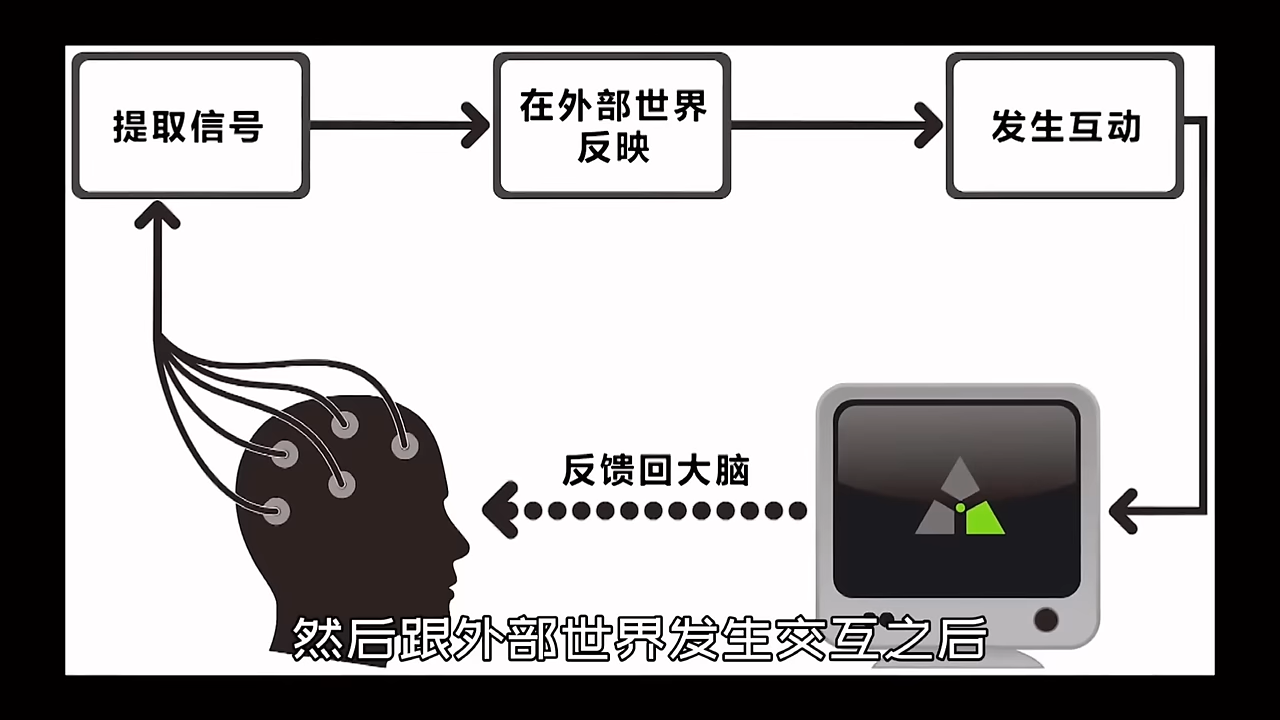 提取信号
在外部世界
反映
发生互动
反馈回大脑
然后跟外部世界发生交互之后